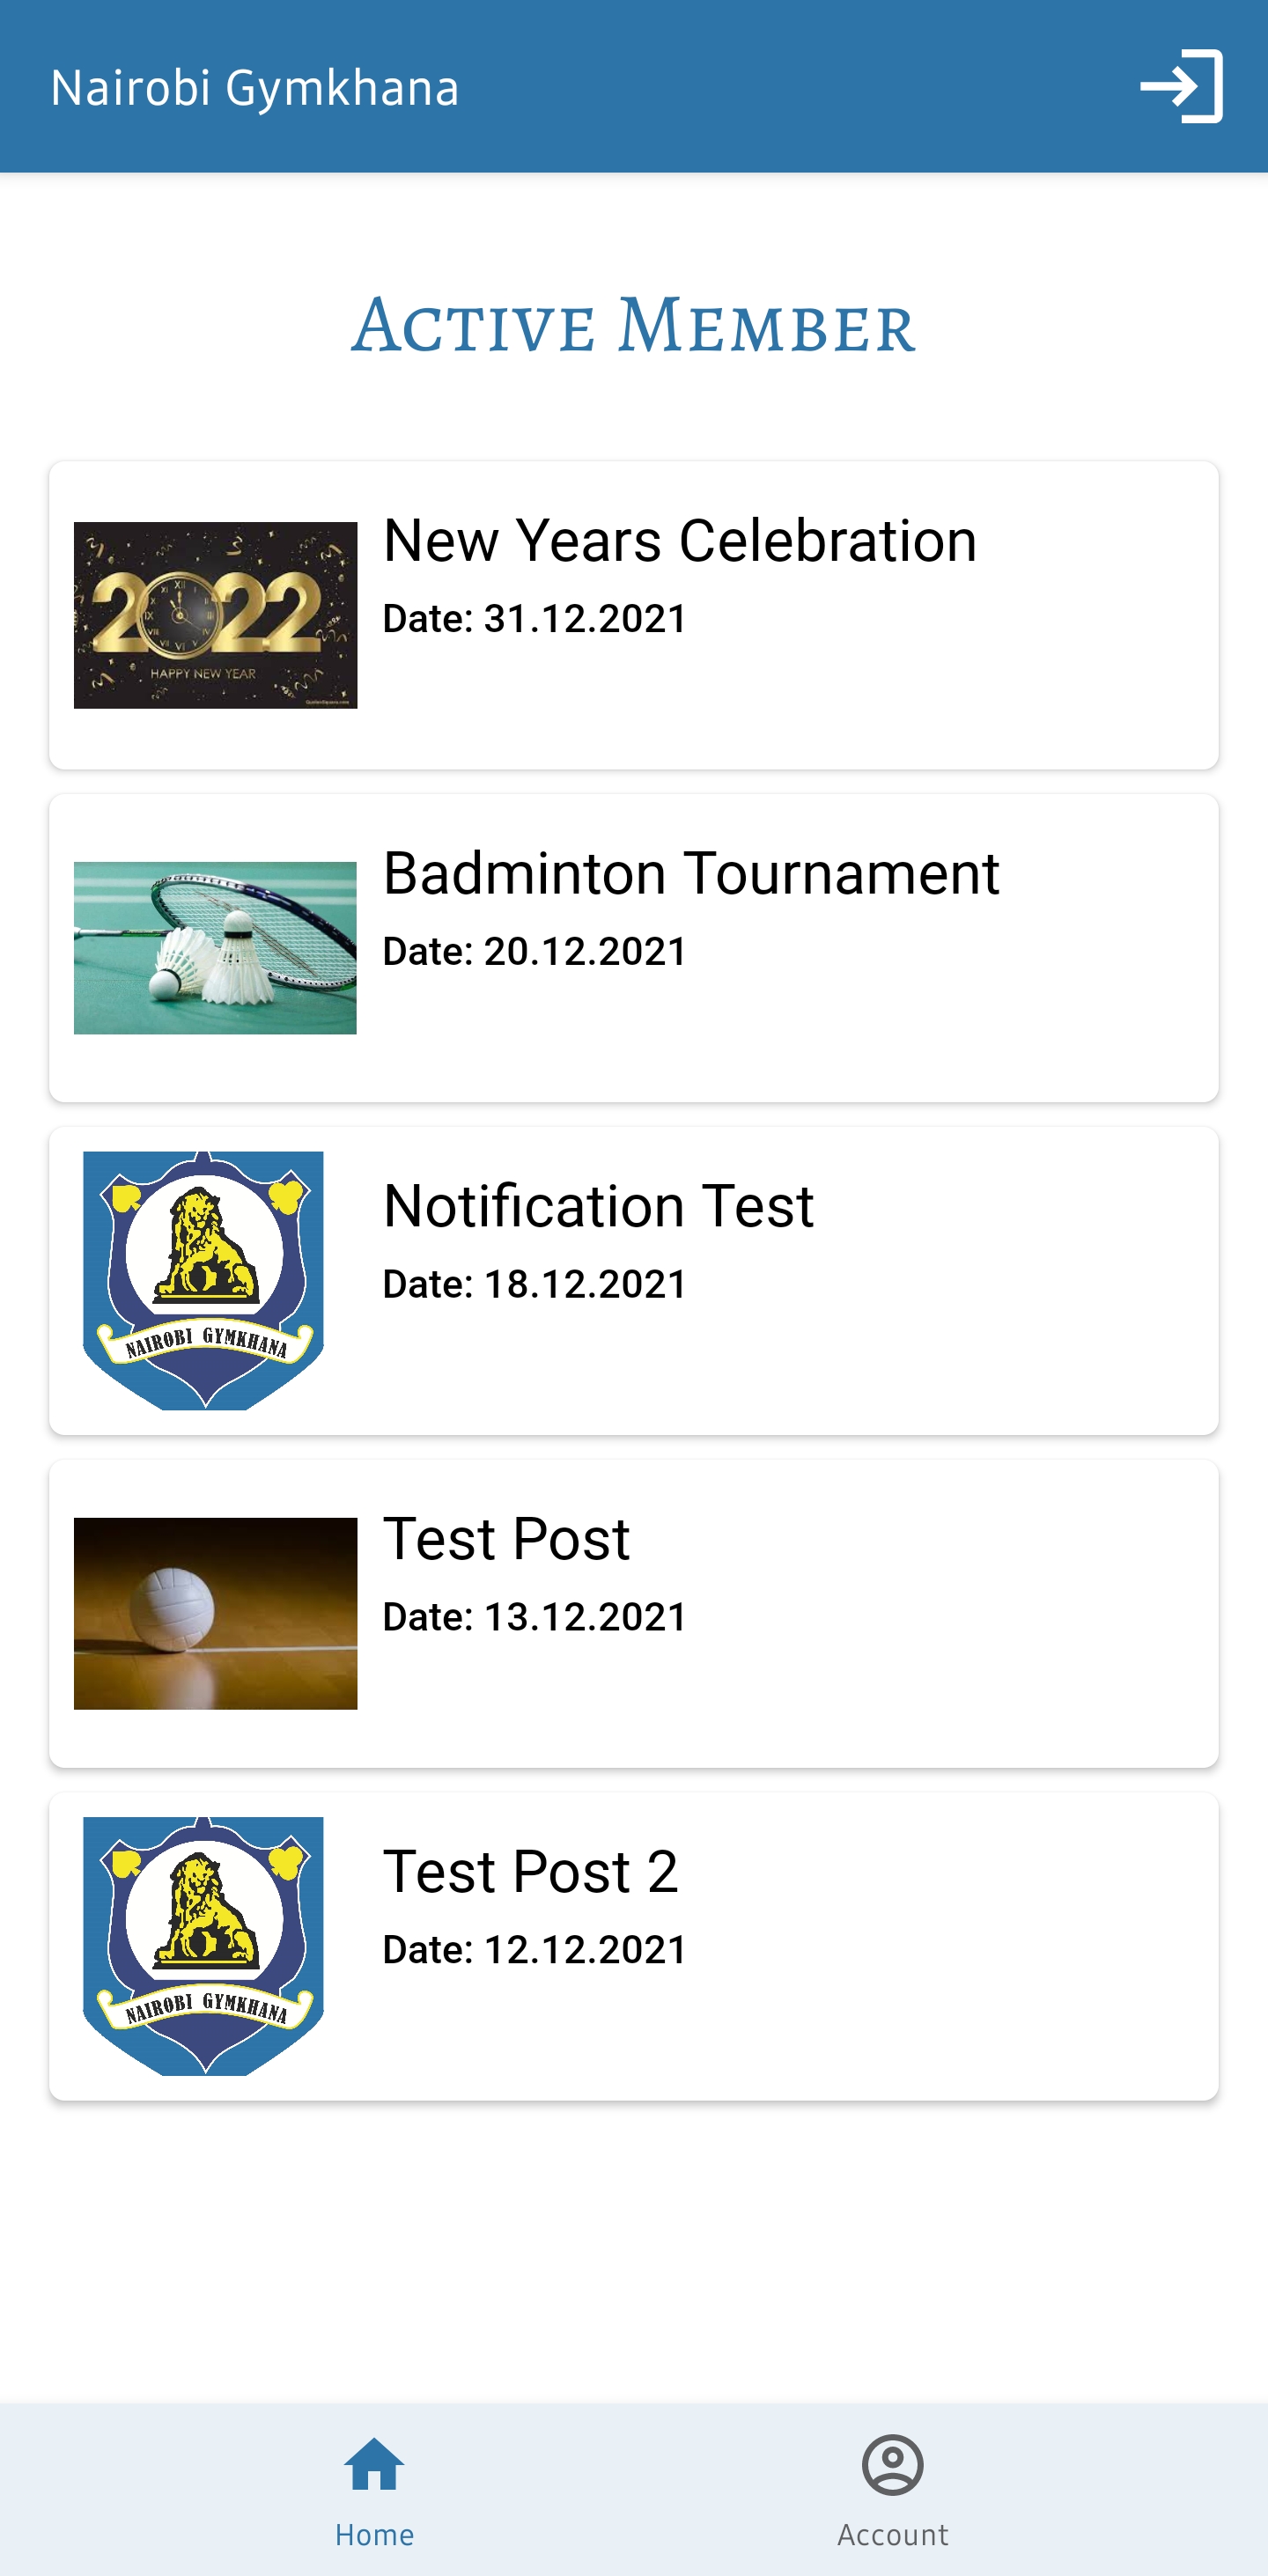 Nairobi Gymkhana
Active Member
2022
HAPPY NEW YEAR
New Years Celebration
Date: 31.12.2021
Badminton Tournament
Date: 20.12.2021
NAIROBI GYMKHANA
Notification Test
Date: 18.12.2021
Test Post
Date: 13.12.2021
NAIROBI GYMKHANA
Test Post 2
Date: 12.12.2021
Home
Account